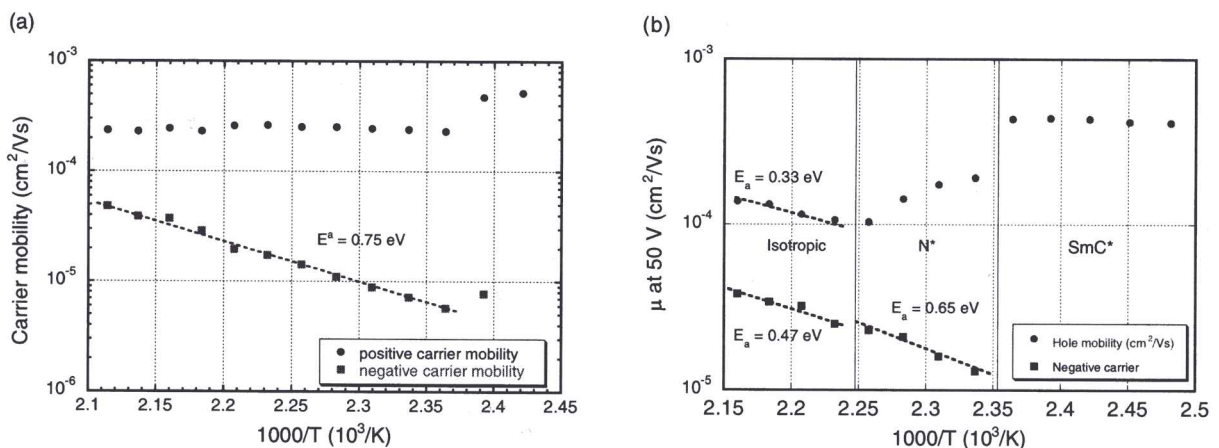 (a)
10^-3
10^-4
10^-5
10^-6
Carrier mobility (cm^2/Vs)
E^a = 0.75 eV
positive carrier mobility
negative carrier mobility
2.1 2.15 2.2 2.25 2.3 2.35 2.4 2.45
1000/T (10^3/K)
(b)
10^-3
10^-4
10^-5
μ at 50 V (cm^2/Vs)
E_a = 0.33 eV
Isotropic N* SmC*
E_a = 0.65 eV
E_a = 0.47 eV
Hole mobility (cm^2/Vs)
Negative carrier
2.15 2.2 2.25 2.3 2.35 2.4 2.45 2.5
1000/T (10^3/K)